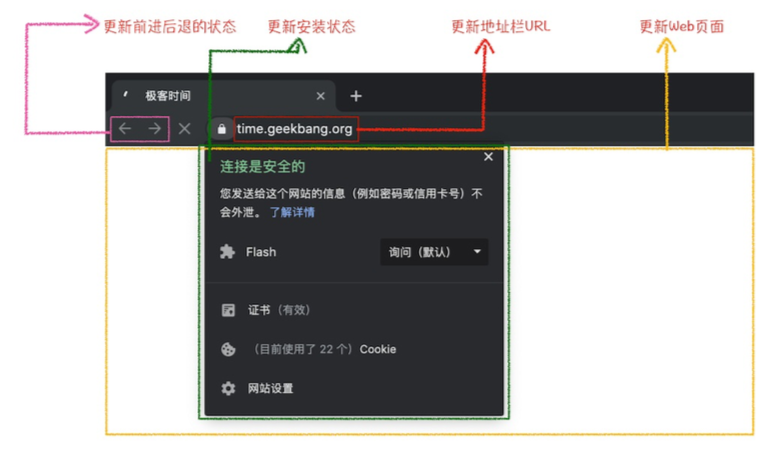 更新前进后退的状态
更新安装状态
更新地址栏URL
更新Web页面
极客时间
time.geekbang.org
连接是安全的
您发送给这个网站的信息（例如密码或信用卡号）不
会外泄。 了解详情
Flash
询问（默认）
证书（有效）
（目前使用了 22 个）Cookie
网站设置